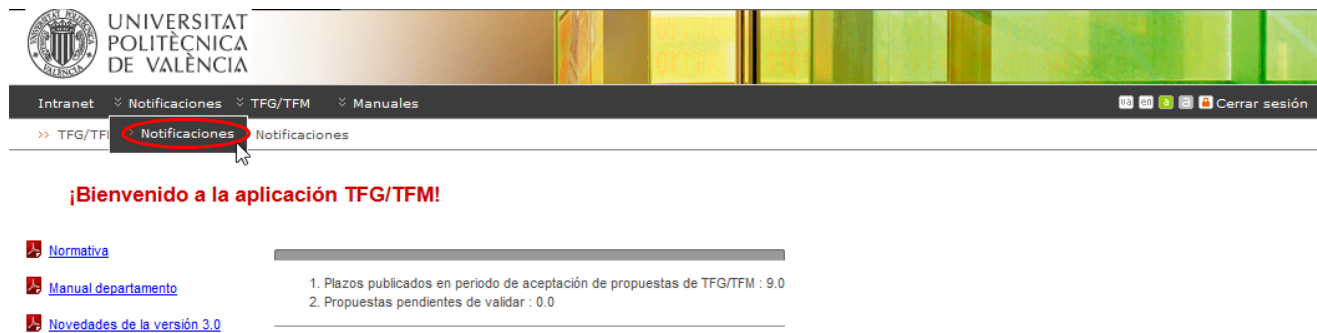 UNIVERSITAT
POLITÈCNICA
DE VALÈNCIA
Intranet Notificaciones TFG/TFM Manuales va en a a Cerrar sesión
>> TFG/TF Notificaciones Notificaciones
¡Bienvenido a la aplicación TFG/TFM!
Normativa
Manual departamento
Novedades de la versión 3.0
1. Plazos publicados en periodo de aceptación de propuestas de TFG/TFM : 9.0
2. Propuestas pendientes de validar : 0.0